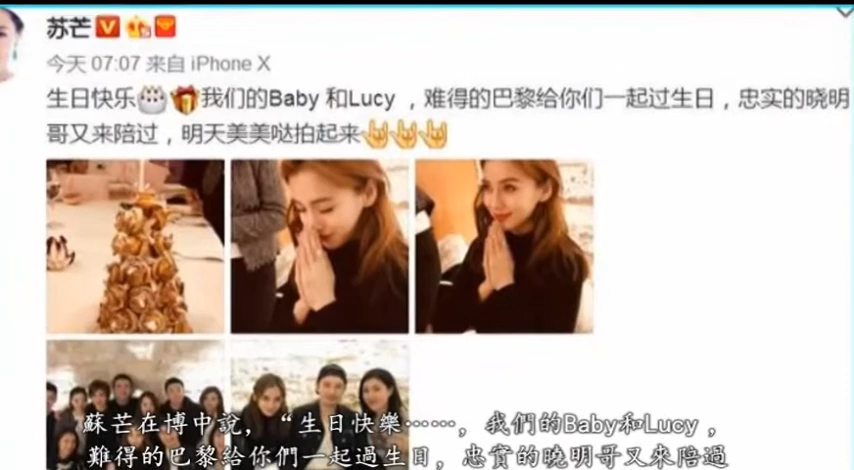 苏芒
今天 07:07 来自 iPhone X
生日快乐我们的Baby 和Lucy ，难得的巴黎给你们一起过生日，忠实的晓明
哥又来陪过，明天美美哒拍起来
蘇芒在博中說，“生日快樂……，我們的Baby和Lucy，
難得的巴黎給你們一起過生日，忠實的曉明哥又來陪過